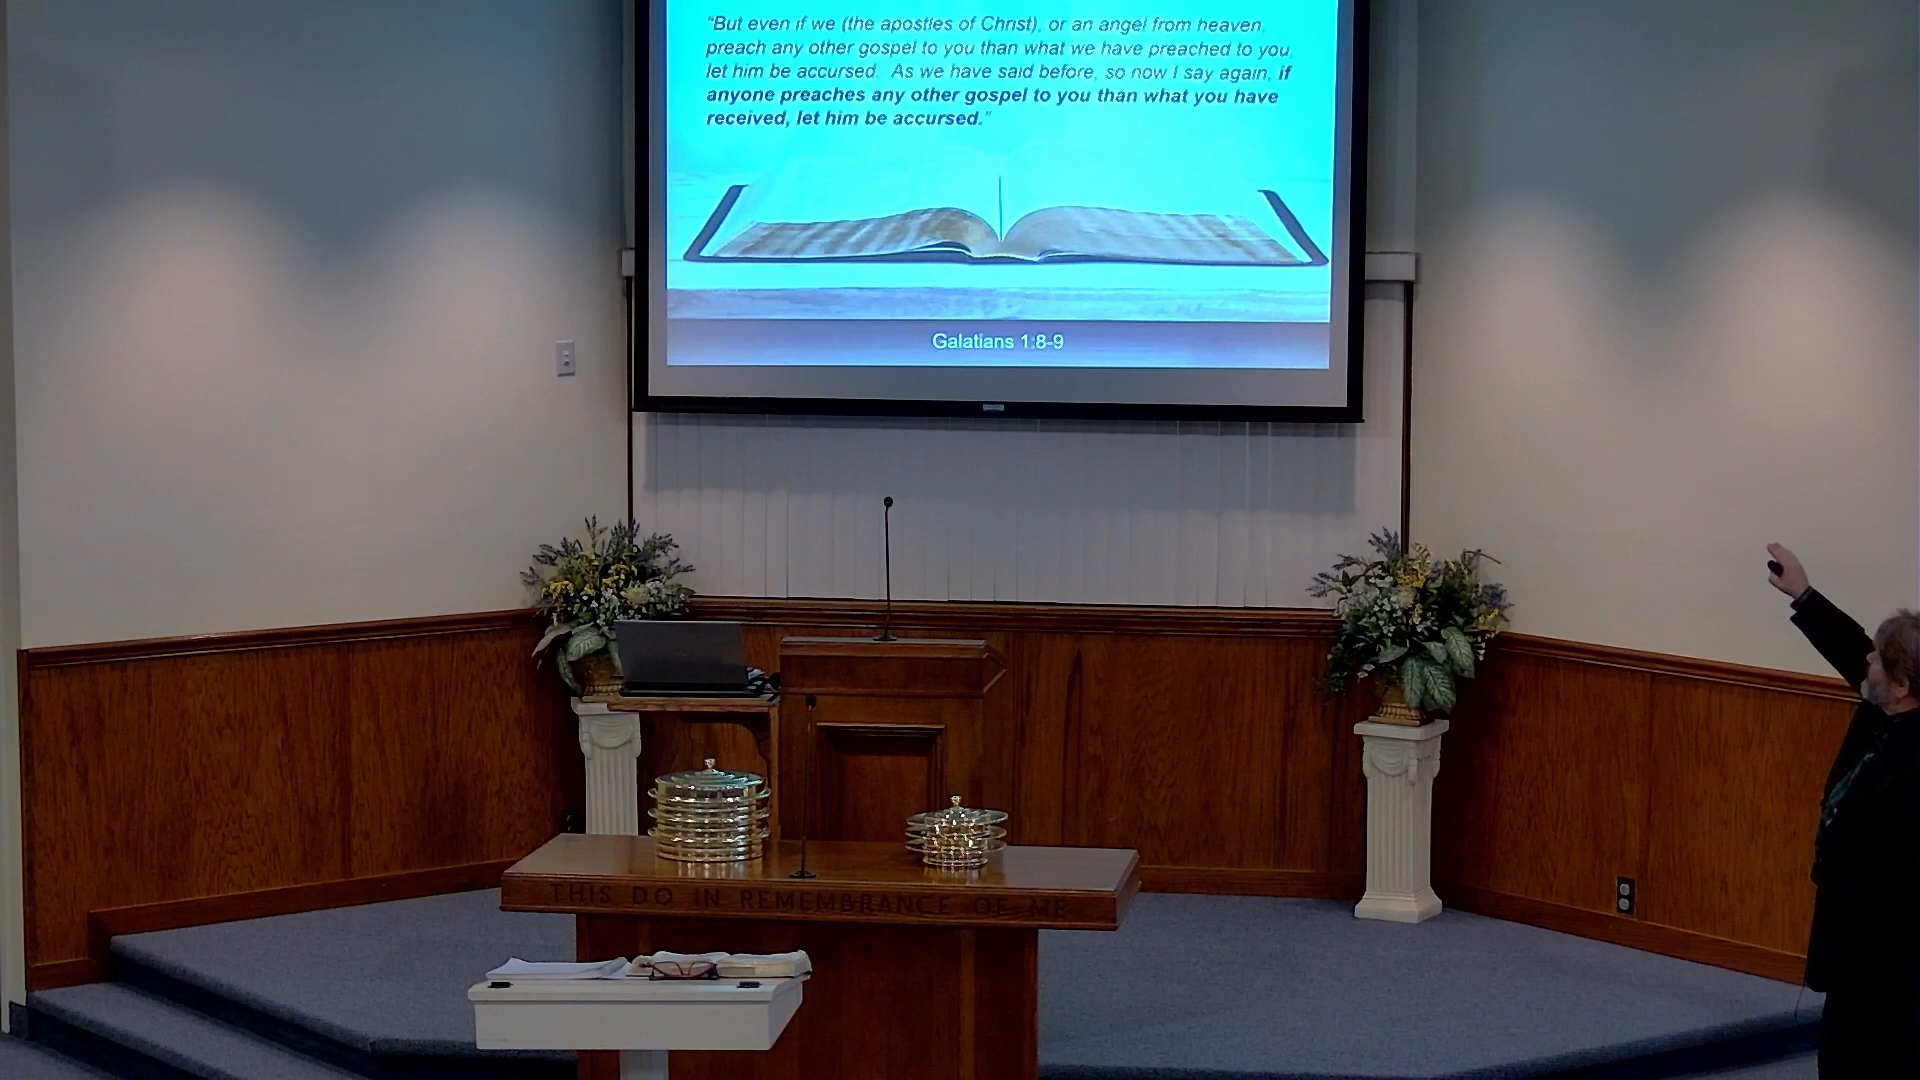 "But even if we (the apostles of Christ), or an angel from heaven,
preach any other gospel to you than what we have preached to you,
let him be accursed.  As we have said before, so now I say again, if
anyone preaches any other gospel to you than what you have
received, let him be accursed."
Galatians 1:8-9
THIS DO IN REMEMBRANCE OF ME